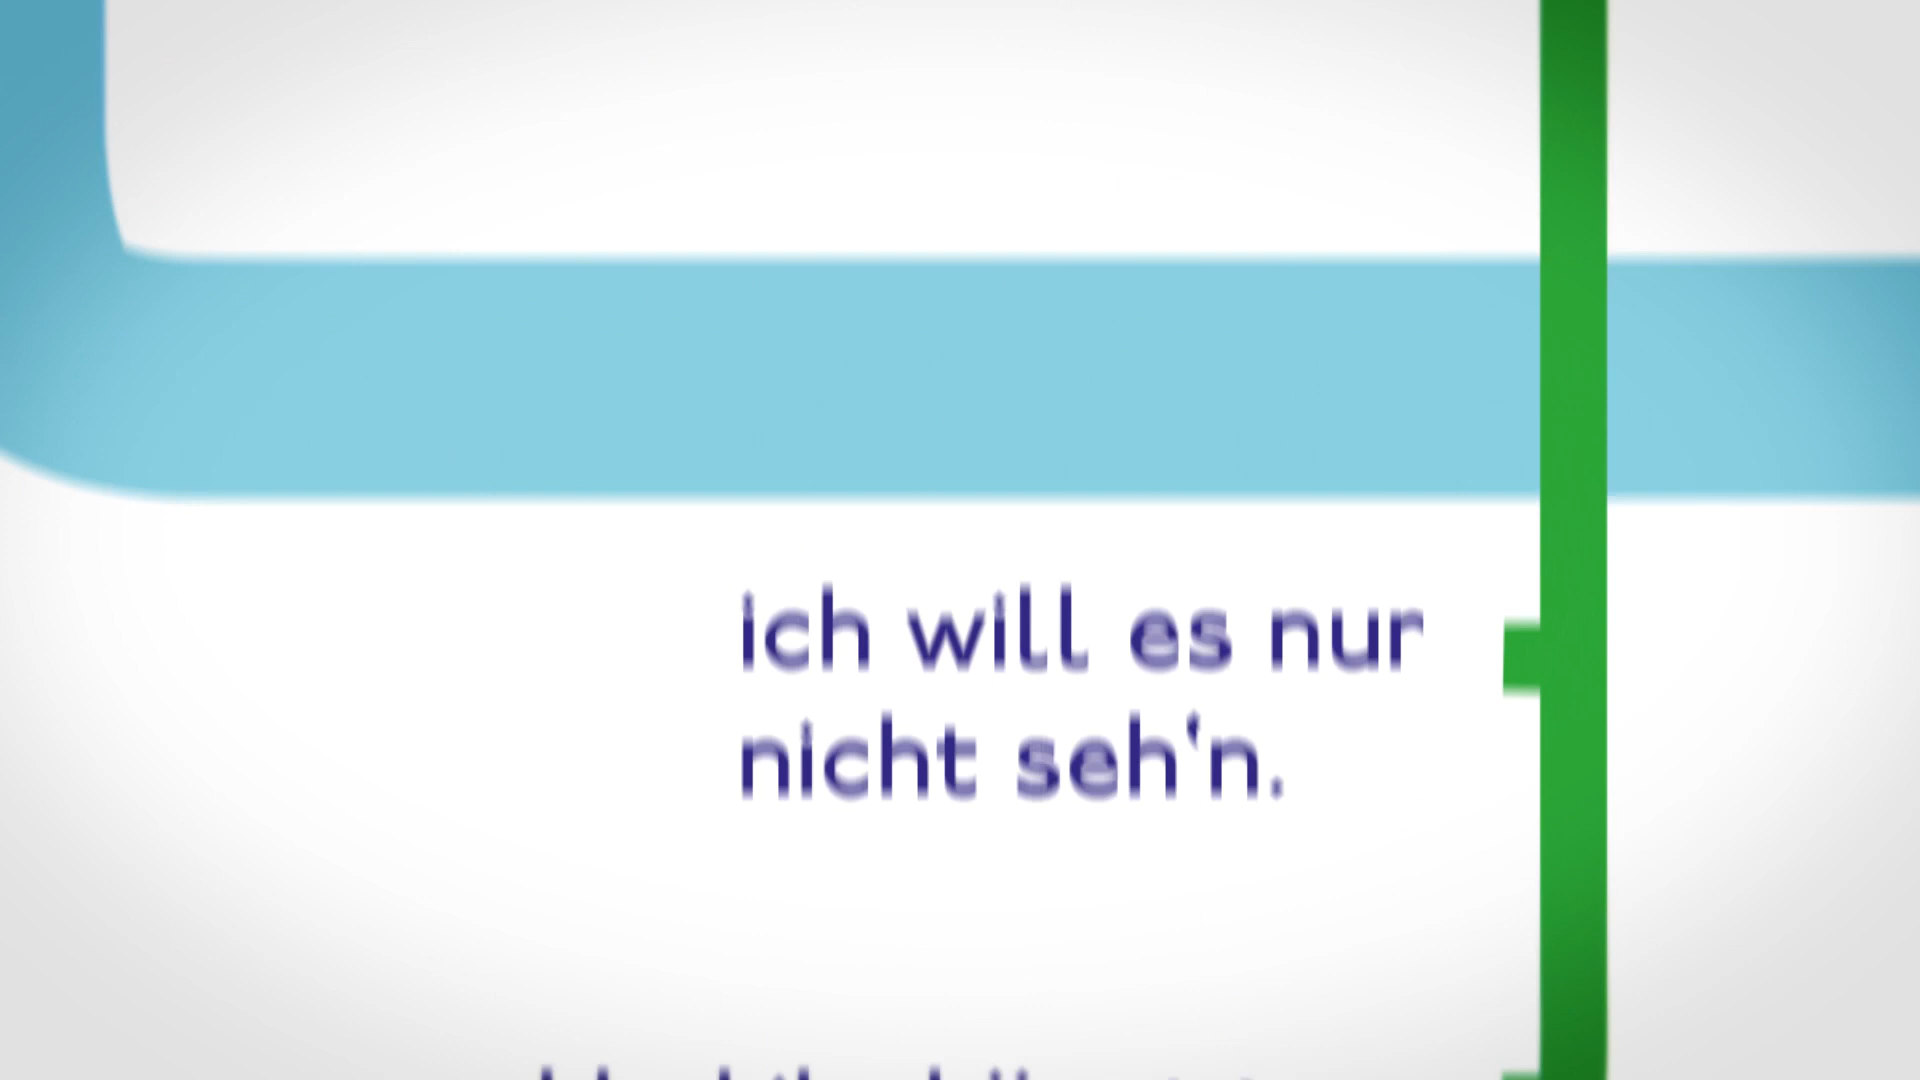 ich will es nur
nicht seh'n.